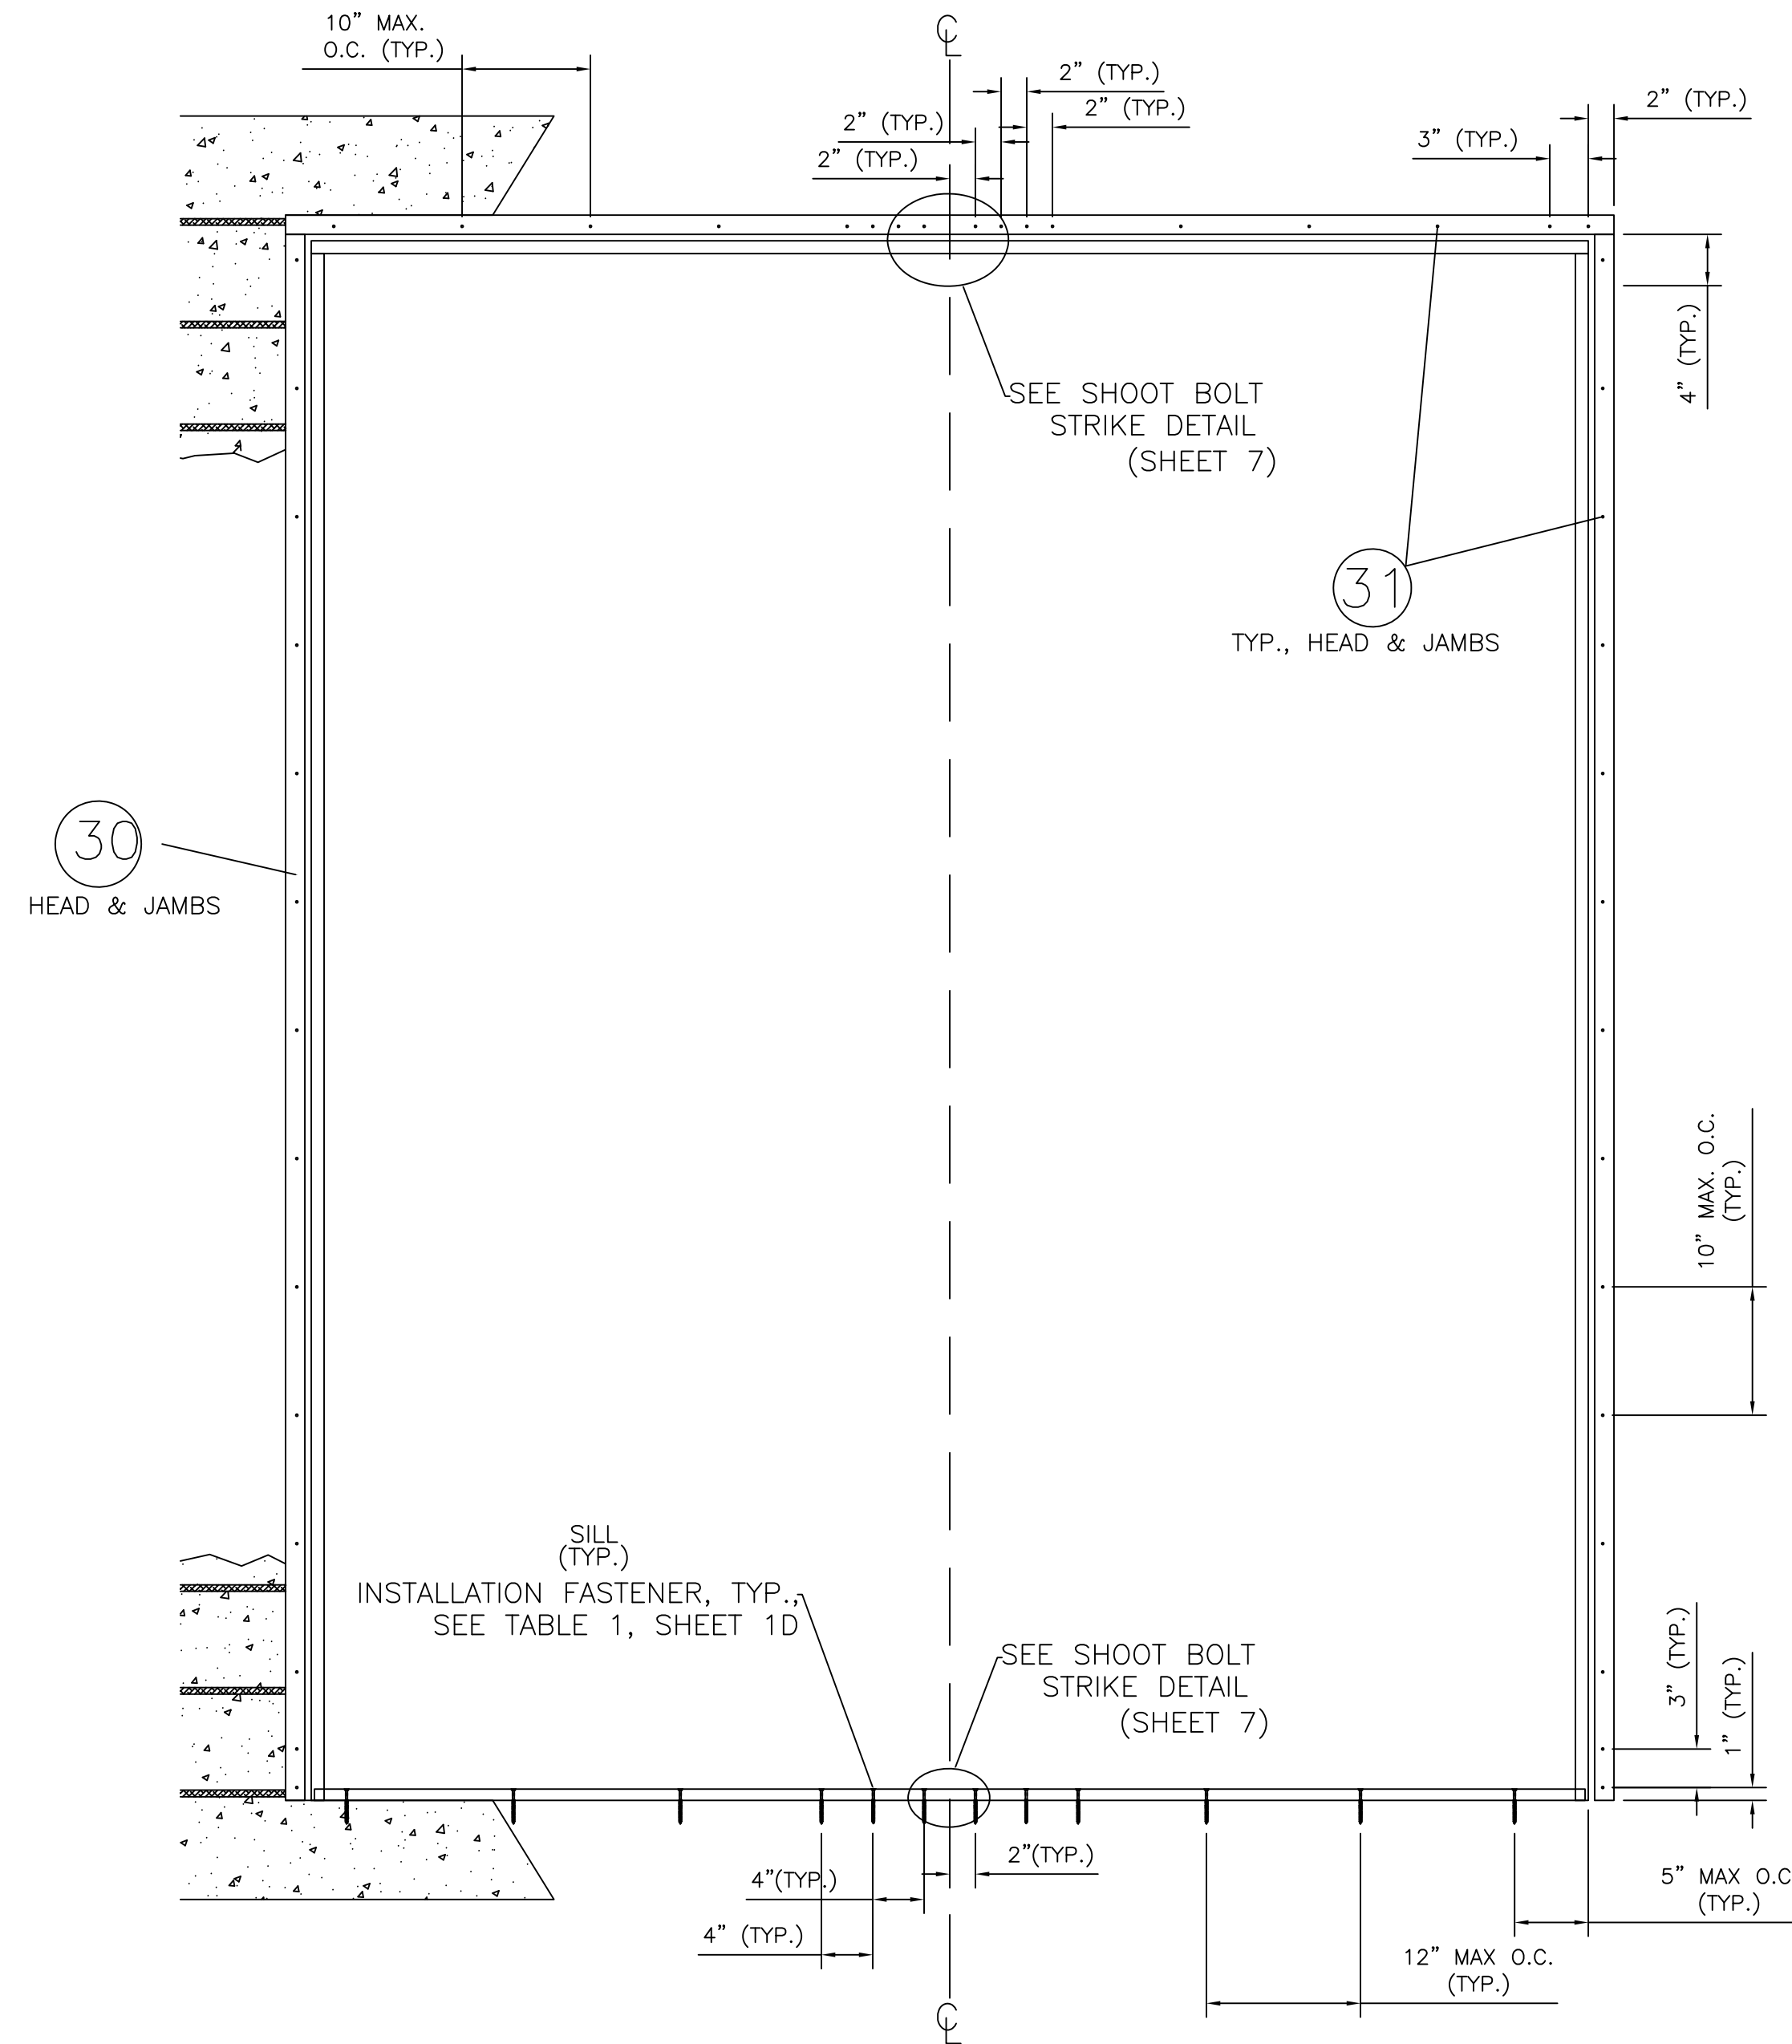 10" MAX.
O.C. (TYP.)
C
L
2" (TYP.)
2" (TYP.)
2" (TYP.)
2" (TYP.)
2" (TYP.)
3" (TYP.)
4" (TYP.)
SEE SHOOT BOLT
STRIKE DETAIL
(SHEET 7)
31
TYP., HEAD & JAMBS
30
HEAD & JAMBS
10" MAX. O.C.
(TYP.)
SILL
(TYP.)
INSTALLATION FASTENER, TYP.,
SEE TABLE 1, SHEET 1D
SEE SHOOT BOLT
STRIKE DETAIL
(SHEET 7)
3" (TYP.)
1" (TYP.)
2"(TYP.)
4"(TYP.)
4" (TYP.)
5" MAX O.C
(TYP.)
12" MAX O.C.
(TYP.)
C
L